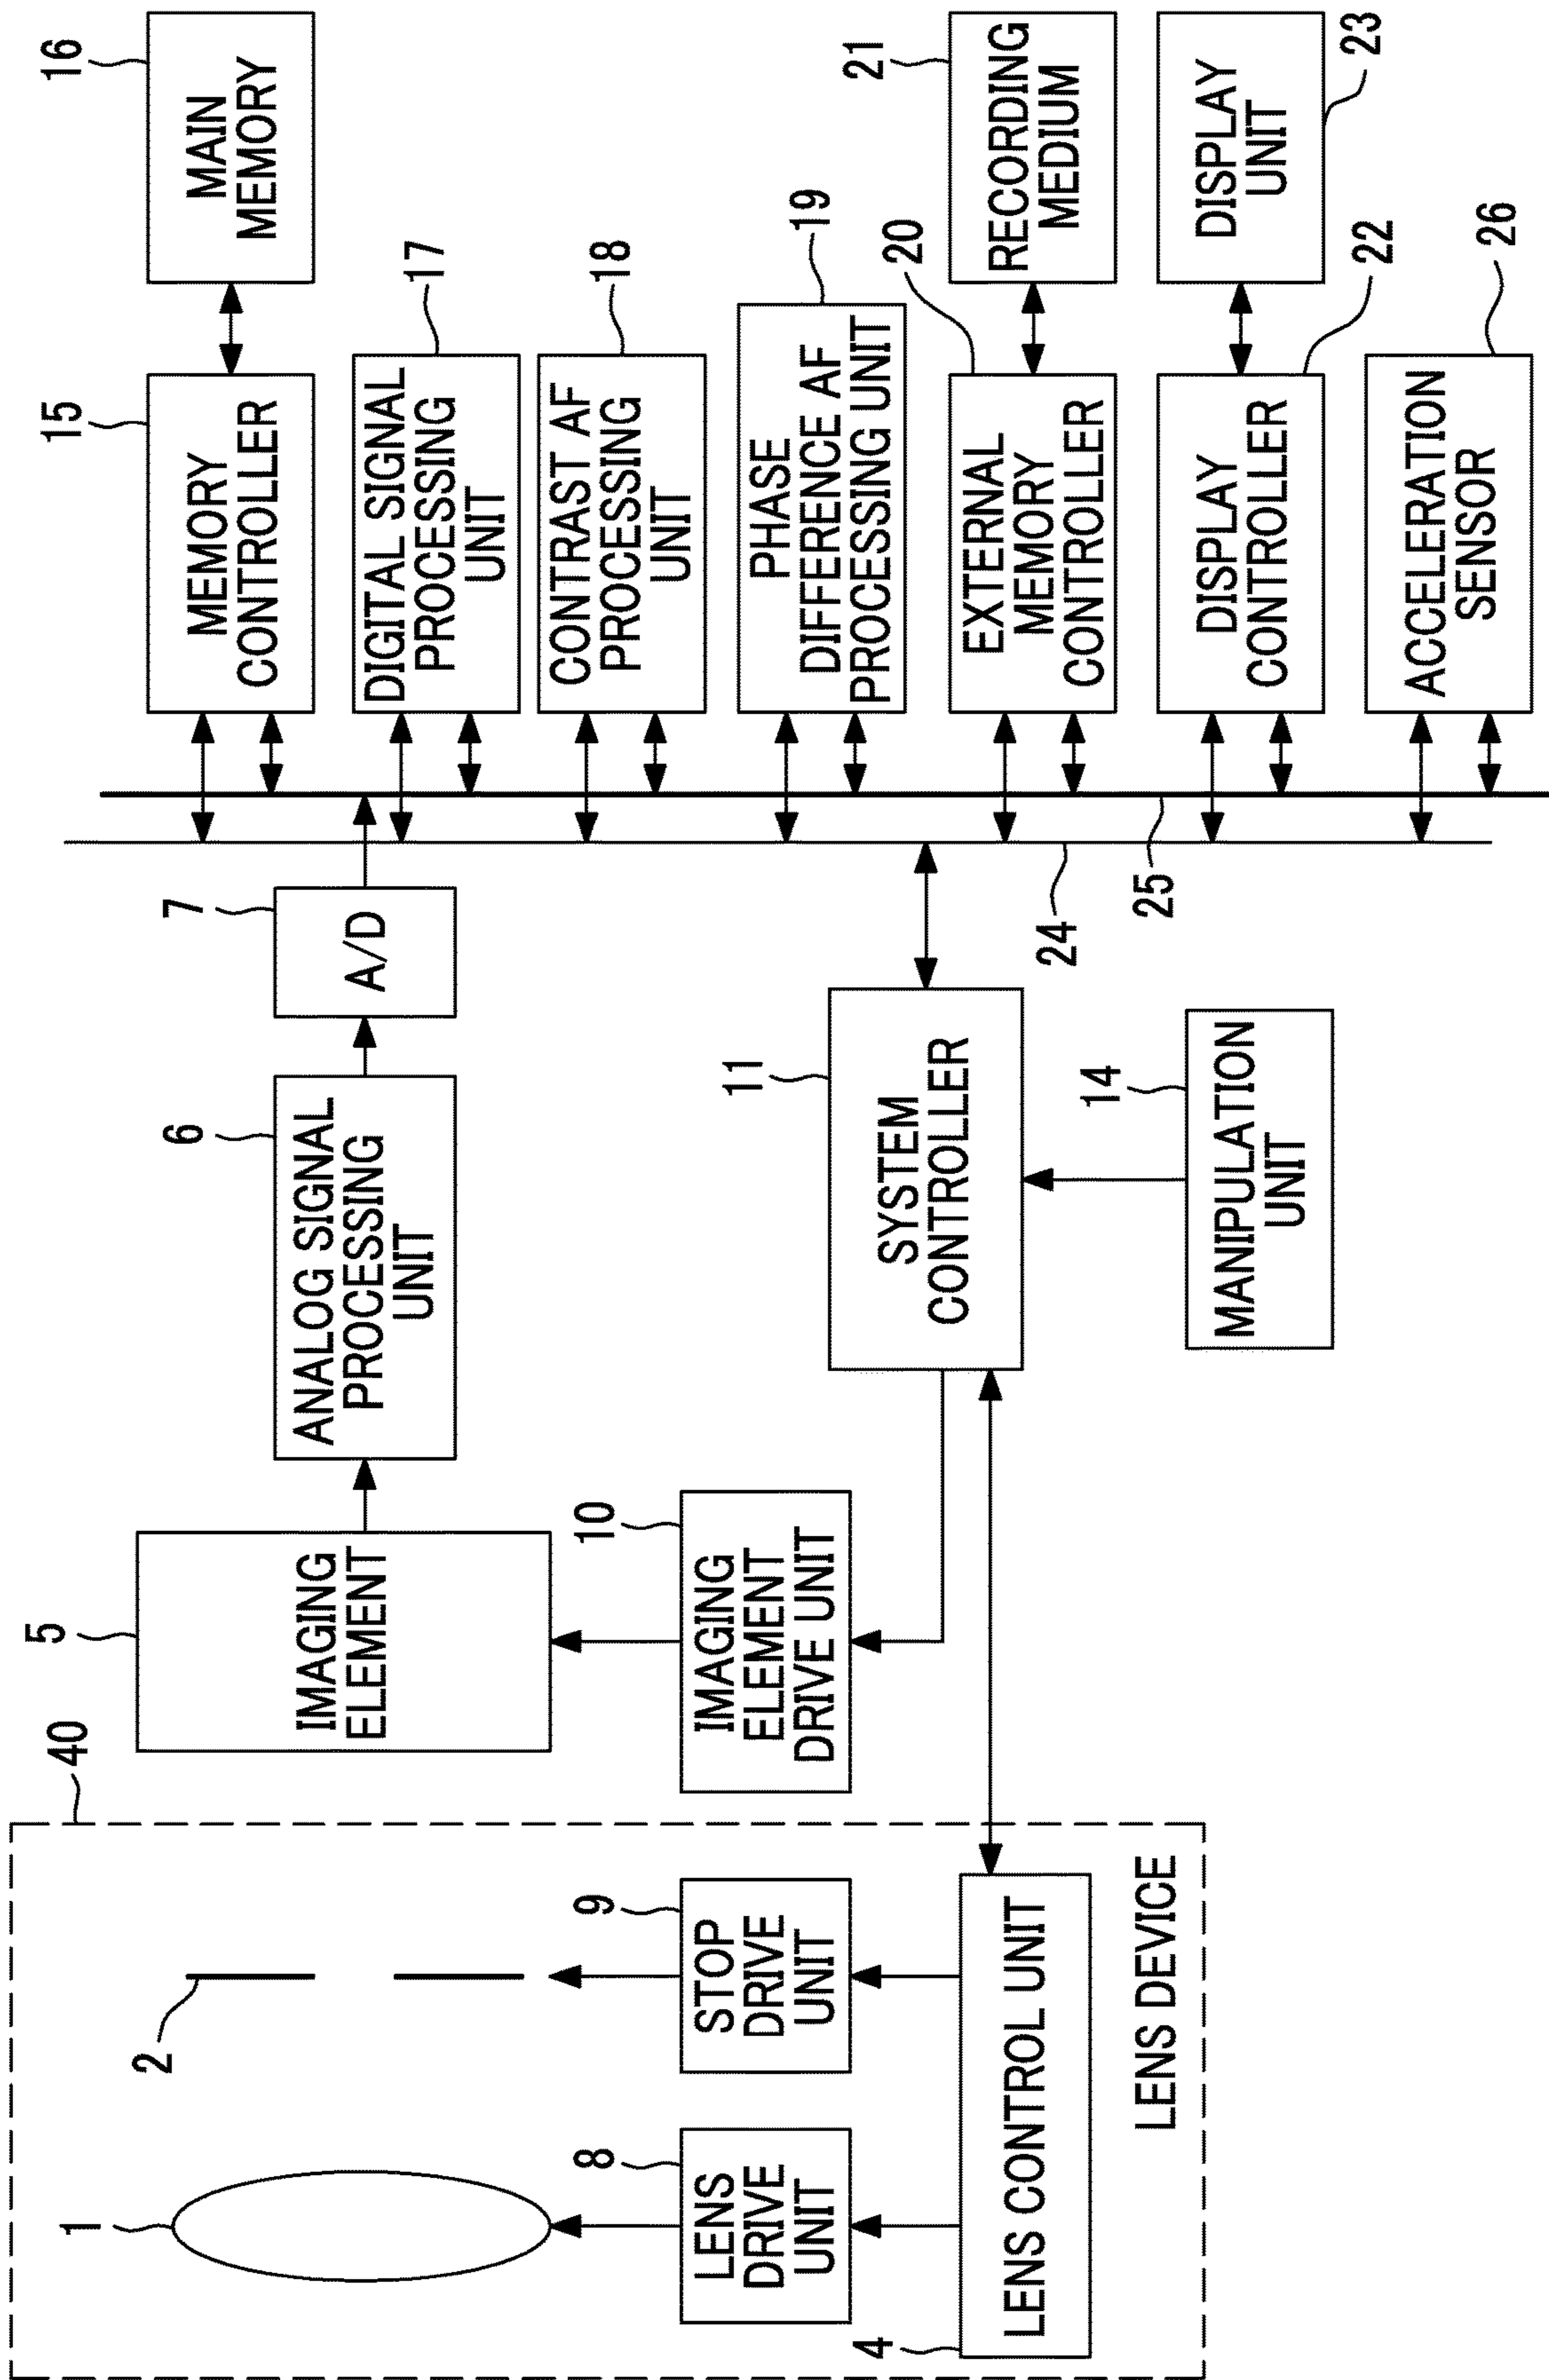 40
1
2
8
LENS
DRIVE
UNIT
9
STOP
DRIVE
UNIT
4
LENS CONTROL UNIT
LENS DEVICE
5
IMAGING
ELEMENT
10
IMAGING
ELEMENT
DRIVE UNIT
6
ANALOG SIGNAL
PROCESSING
UNIT
7
A/D
11
SYSTEM
CONTROLLER
14
MANIPULATION
UNIT
24
25
15
MEMORY
CONTROLLER
16
MAIN
MEMORY
17
DIGITAL SIGNAL
PROCESSING
UNIT
18
CONTRAST AF
PROCESSING
UNIT
19
PHASE
DIFFERENCE AF
PROCESSING UNIT
20
EXTERNAL
MEMORY
CONTROLLER
21
RECORDING
MEDIUM
22
DISPLAY
CONTROLLER
23
DISPLAY
UNIT
26
ACCELERATION
SENSOR